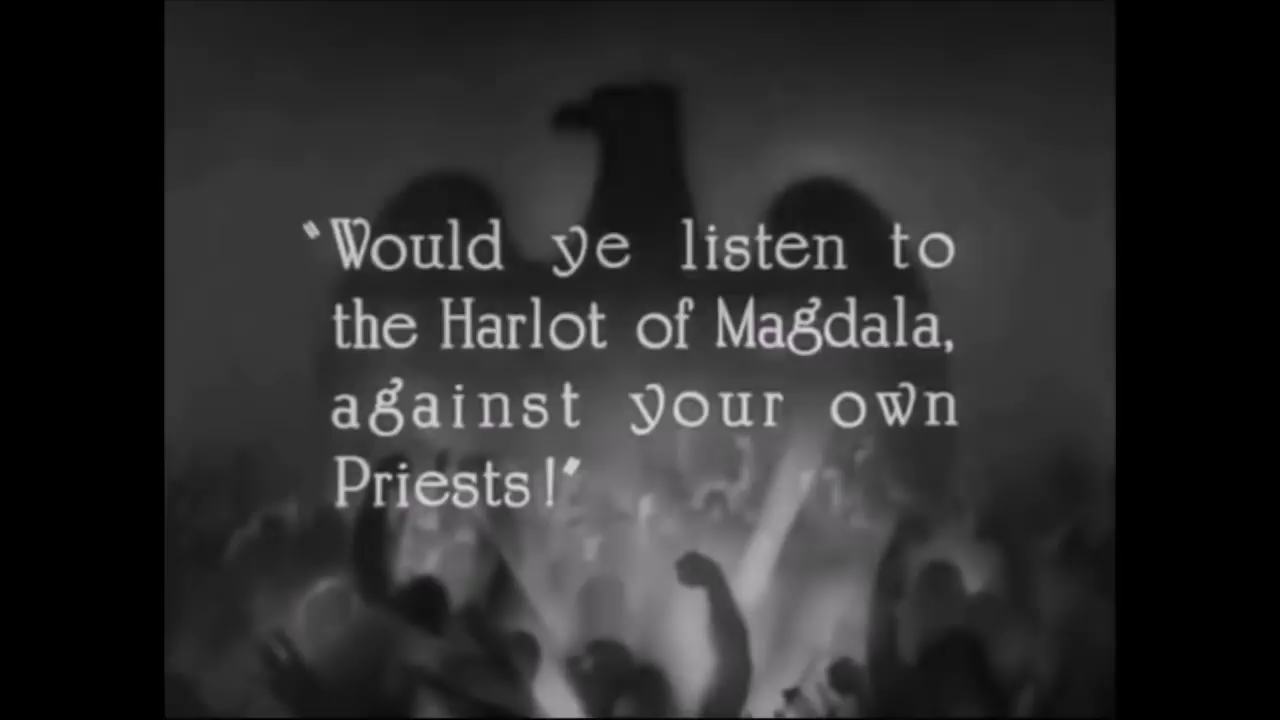 "Would ye listen to
the Harlot of Magdala,
against your own
Priests!"